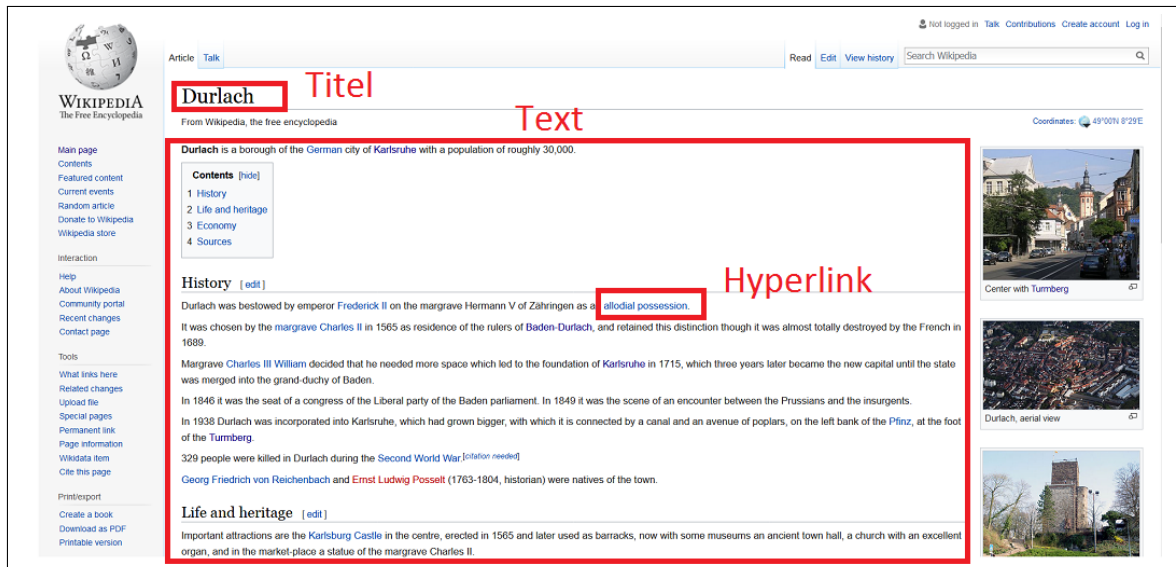 Not logged in Talk Contributions Create account Log in
Article Talk
Read Edit View history Search Wikipedia
WIKIPEDIA
The Free Encyclopedia
Durlach
Titel
From Wikipedia, the free encyclopedia
Text
Coordinates: 49°00′N 8°29′E
Main page
Contents
Featured content
Current events
Random article
Donate to Wikipedia
Wikipedia store
Interaction
Help
About Wikipedia
Community portal
Recent changes
Contact page
Tools
What links here
Related changes
Upload file
Special pages
Permanent link
Page information
Wikidata item
Cite this page
Print/export
Create a book
Download as PDF
Printable version
Durlach is a borough of the German city of Karlsruhe with a population of roughly 30,000.
Contents [hide]
1 History
2 Life and heritage
3 Economy
4 Sources
History [ edit ]
Hyperlink
Durlach was bestowed by emperor Frederick II on the margrave Hermann V of Zähringen as a allodial possession.
It was chosen by the margrave Charles II in 1565 as residence of the rulers of Baden-Durlach, and retained this distinction though it was almost totally destroyed by the French in
1689.
Margrave Charles III William decided that he needed more space which led to the foundation of Karlsruhe in 1715, which three years later became the new capital until the state
was merged into the grand-duchy of Baden.
In 1846 it was the seat of a congress of the Liberal party of the Baden parliament. In 1849 it was the scene of an encounter between the Prussians and the insurgents.
In 1938 Durlach was incorporated into Karlsruhe, which had grown bigger, with which it is connected by a canal and an avenue of poplars, on the left bank of the Pfinz, at the foot
of the Turmberg.
329 people were killed in Durlach during the Second World War.[citation needed]
Georg Friedrich von Reichenbach and Ernst Ludwig Posselt (1763-1804, historian) were natives of the town.
Life and heritage [ edit ]
Important attractions are the Karlsburg Castle in the centre, erected in 1565 and later used as barracks, now with some museums an ancient town hall, a church with an excellent
organ, and in the market-place a statue of the margrave Charles II.
Center with Turmberg
Durlach, aerial view